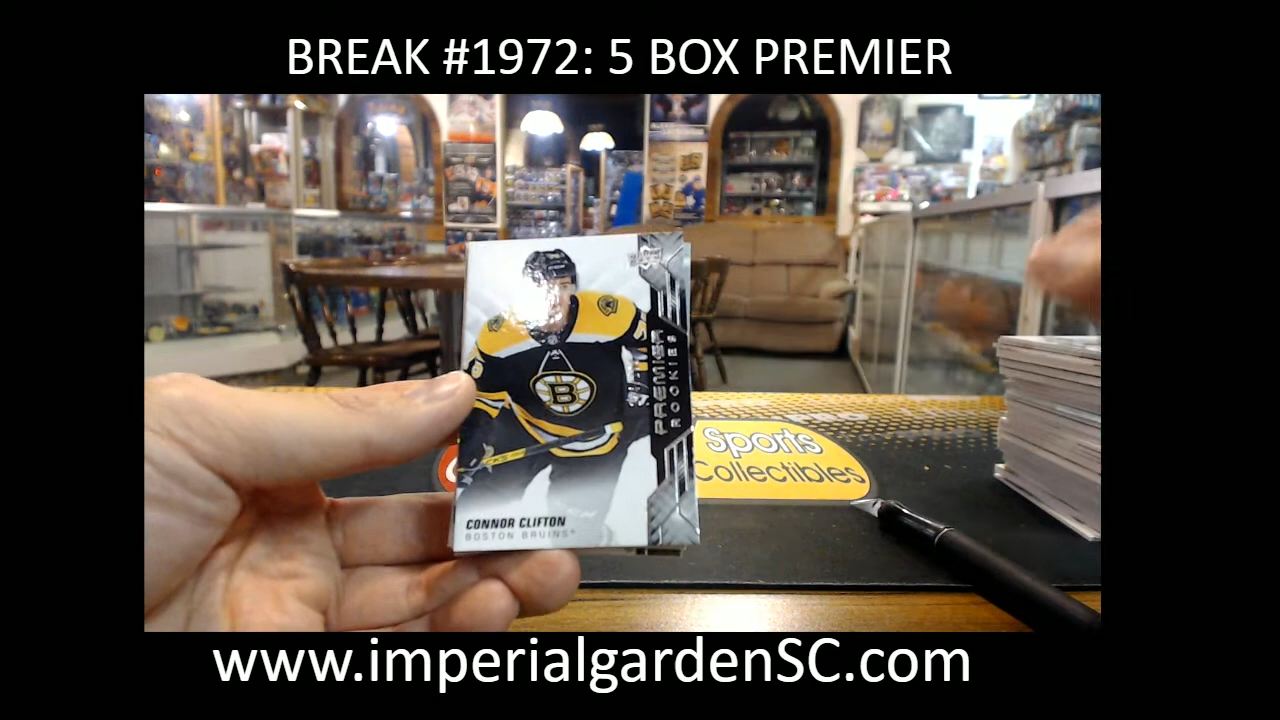 BREAK #1972: 5 BOX PREMIER
PREMIER
ROOKIES
B
CONNOR CLIFTON
BOSTON BRUINS
Sports
Collectibles
www.imperialgardenSC.com